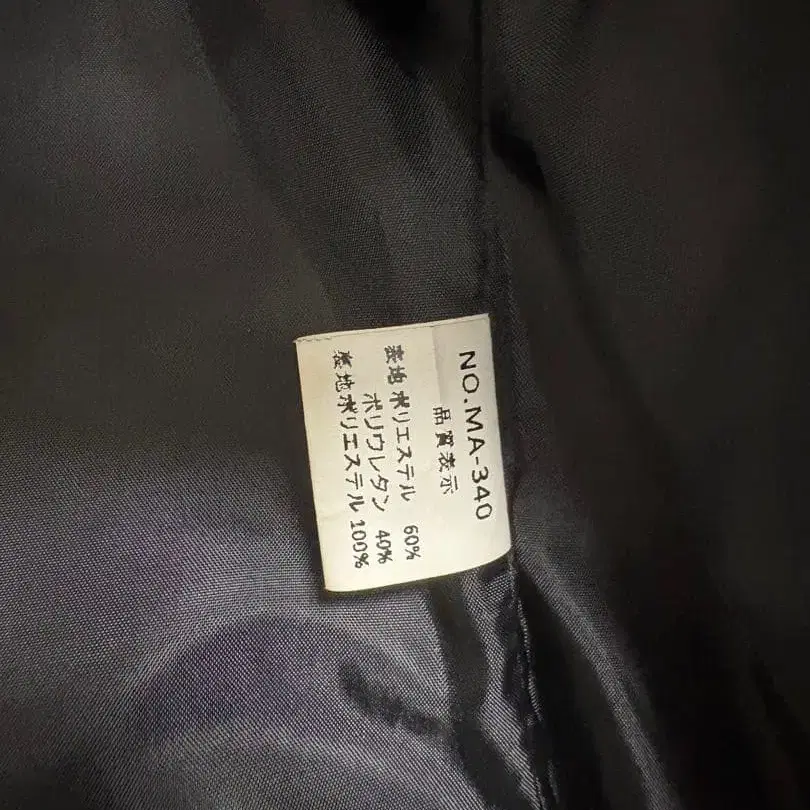 NO.MA-340
品質表示
表地 ポリエステル 60%
ポリウレタン 40%
裏地 ポリエステル 100%